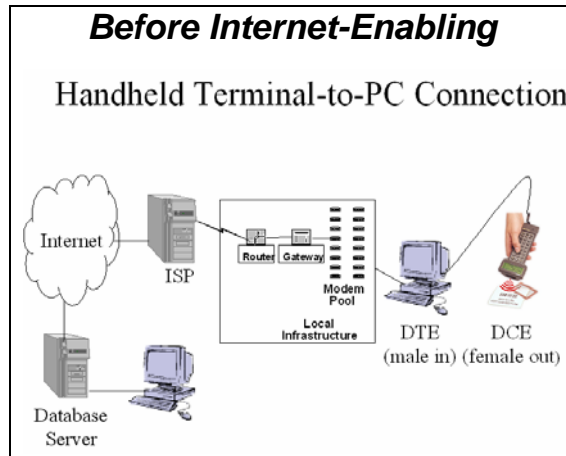 Before Internet-Enabling
Handheld Terminal-to-PC Connection
Internet
ISP
Router
Gateway
Modem
Pool
Local
Infrastructure
DTE
(male in)
DCE
(female out)
Database
Server